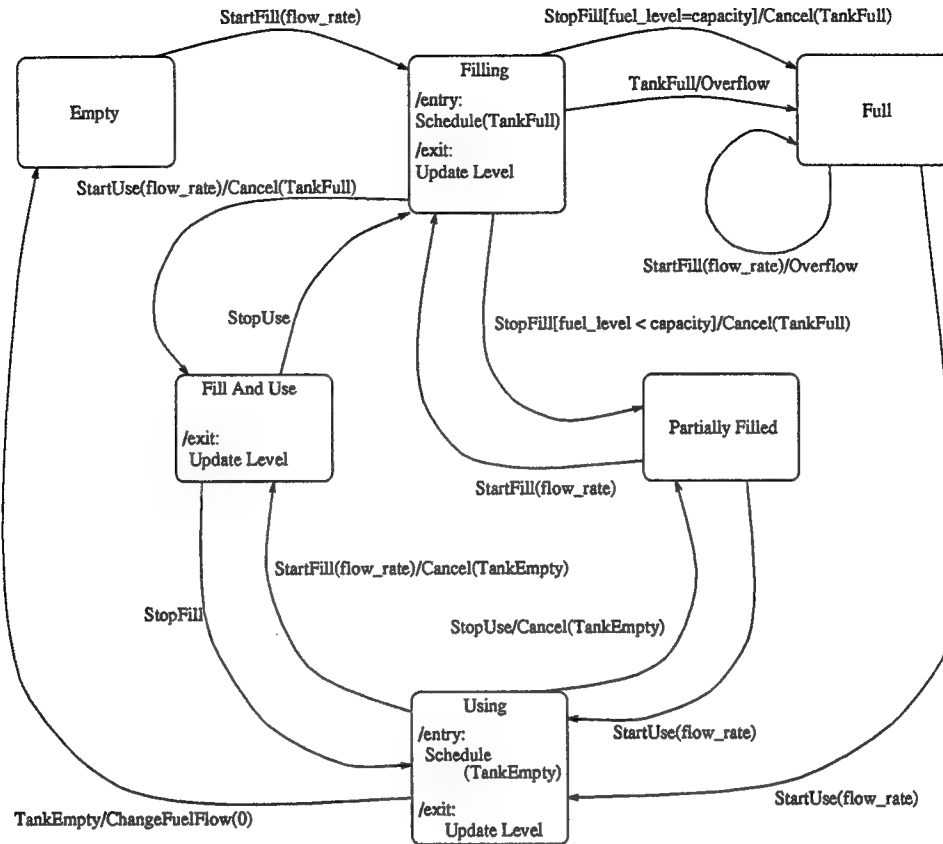 StartFill(flow_rate)
StopFill[fuel_level=capacity]/Cancel(TankFull)
Empty
Filling
/entry:
Schedule(TankFull)
/exit:
Update Level
TankFull/Overflow
Full
StartUse(flow_rate)/Cancel(TankFull)
StartFill(flow_rate)/Overflow
StopUse
StopFill[fuel_level < capacity]/Cancel(TankFull)
Fill And Use
/exit:
Update Level
Partially Filled
StartFill(flow_rate)
StartFill(flow_rate)/Cancel(TankEmpty)
StopFill
StopUse/Cancel(TankEmpty)
Using
/entry:
Schedule
(TankEmpty)
/exit:
Update Level
StartUse(flow_rate)
StartUse(flow_rate)
TankEmpty/ChangeFuelFlow(0)